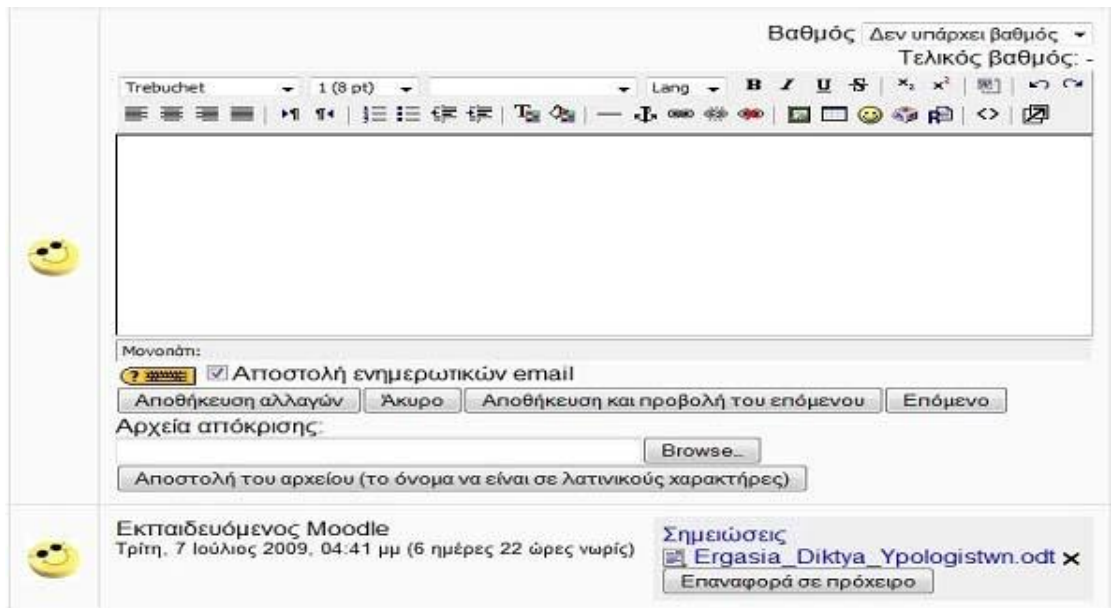 Βαθμός Δεν υπάρχει βαθμός
Τελικός βαθμός: -
Trebuchet 1 (8 pt) Lang B I U S ×₂ ×²
Μονοπάτι:
? Αποστολή ενημερωτικών email
Αποθήκευση αλλαγών Άκυρο Αποθήκευση και προβολή του επόμενου Επόμενο
Αρχεία απόκρισης:
Browse...
Αποστολή του αρχείου (το όνομα να είναι σε λατινικούς χαρακτήρες)
Εκπαιδευόμενος Moodle
Τρίτη, 7 Ιούλιος 2009, 04:41 μμ (6 ημέρες 22 ώρες νωρίς)
Σημειώσεις
Ergasia_Diktya_Ypologistwn.odt
Επαναφορά σε πρόχειρο